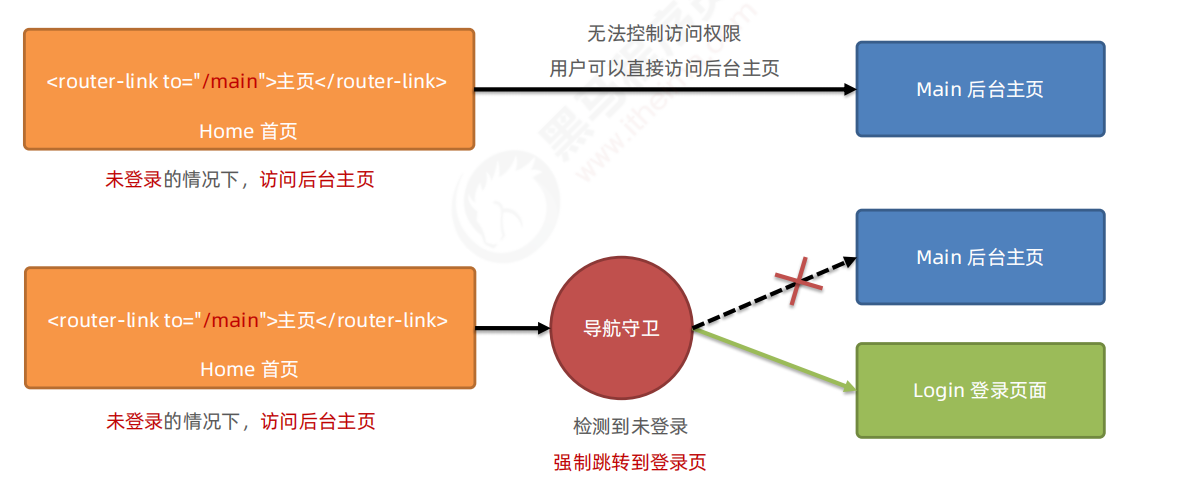 无法控制访问权限
用户可以直接访问后台主页
<router-link to="/main">主页</router-link>
Home 首页
Main 后台主页
未登录的情况下，访问后台主页
Main 后台主页
<router-link to="/main">主页</router-link>
Home 首页
导航守卫
Login 登录页面
未登录的情况下，访问后台主页
检测到未登录
强制跳转到登录页